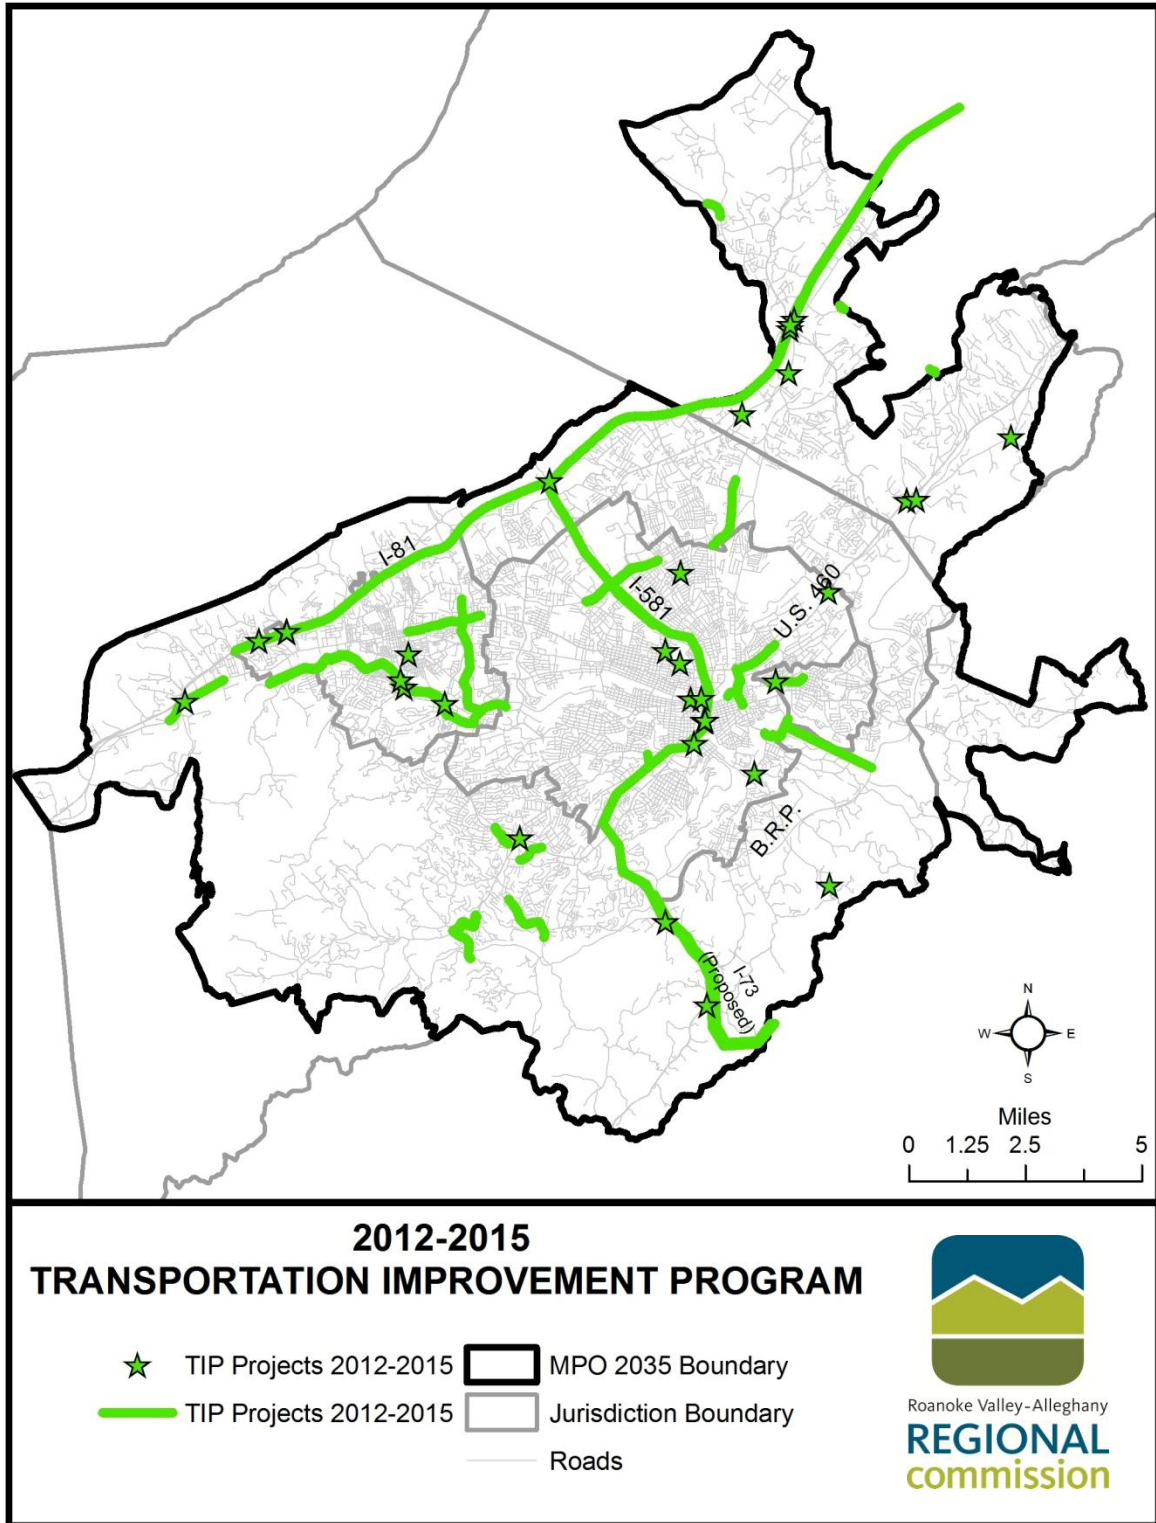 I-81
I-581
U.S. 460
B.R.P.
I-73
(Proposed)
N
W
E
S
Miles
0 1.25 2.5 5
2012-2015
TRANSPORTATION IMPROVEMENT PROGRAM
TIP Projects 2012-2015
MPO 2035 Boundary
TIP Projects 2012-2015
Jurisdiction Boundary
Roads
Roanoke Valley-Alleghany
REGIONAL
commission